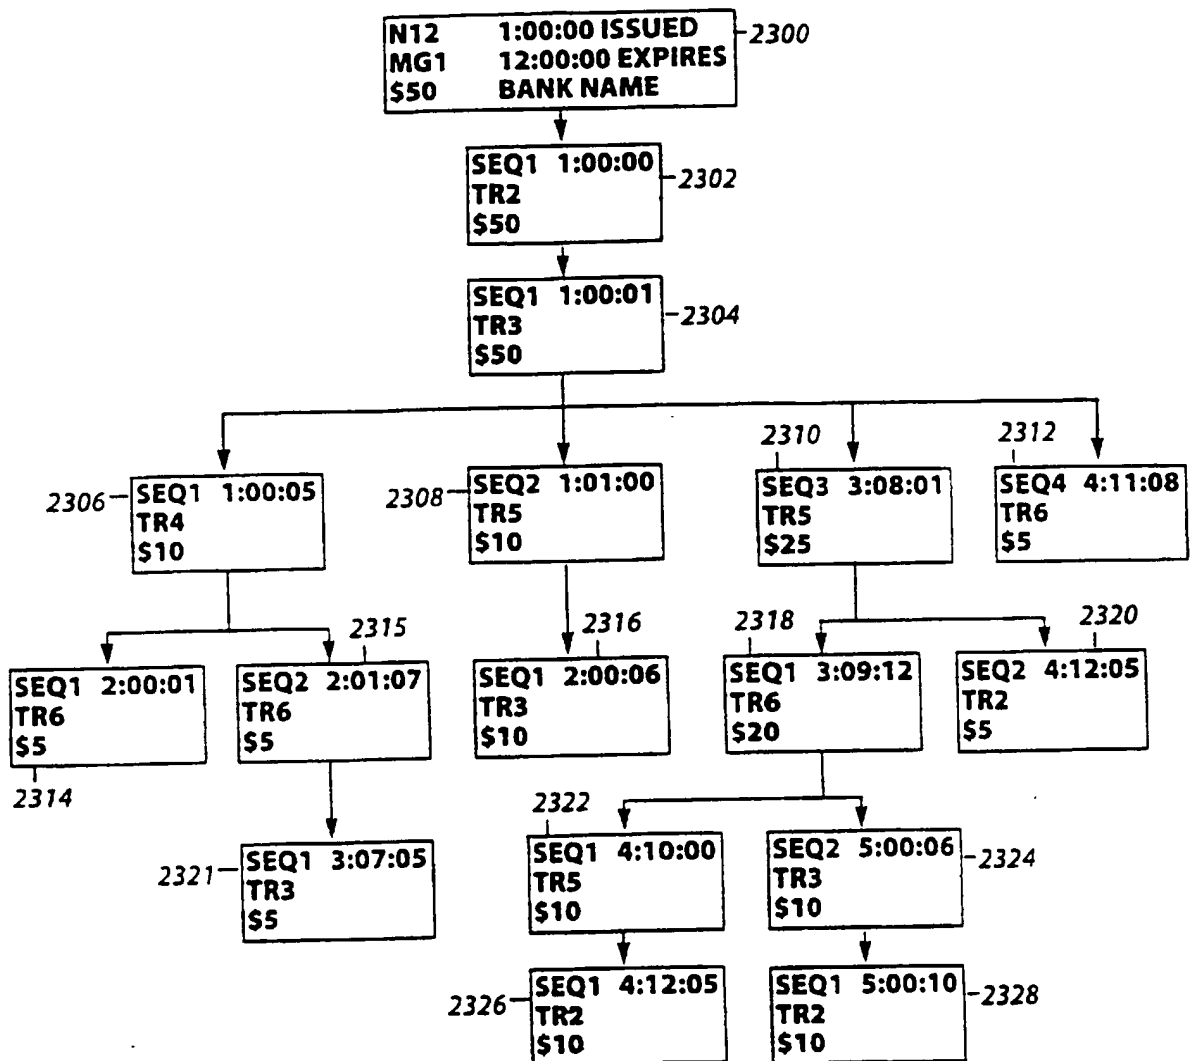 N12 1:00:00 ISSUED
MG1 12:00:00 EXPIRES
$50 BANK NAME
2300
SEQ1 1:00:00
TR2
$50
2302
SEQ1 1:00:01
TR3
$50
2304
2306
SEQ1 1:00:05
TR4
$10
2308
SEQ2 1:01:00
TR5
$10
2310
SEQ3 3:08:01
TR5
$25
2312
SEQ4 4:11:08
TR6
$5
SEQ1 2:00:01
TR6
$5
2314
2315
SEQ2 2:01:07
TR6
$5
2316
SEQ1 2:00:06
TR3
$10
2318
SEQ1 3:09:12
TR6
$20
2320
SEQ2 4:12:05
TR2
$5
2321
SEQ1 3:07:05
TR3
$5
2322
SEQ1 4:10:00
TR5
$10
SEQ2 5:00:06
TR3
$10
2324
2326
SEQ1 4:12:05
TR2
$10
SEQ1 5:00:10
TR2
$10
2328